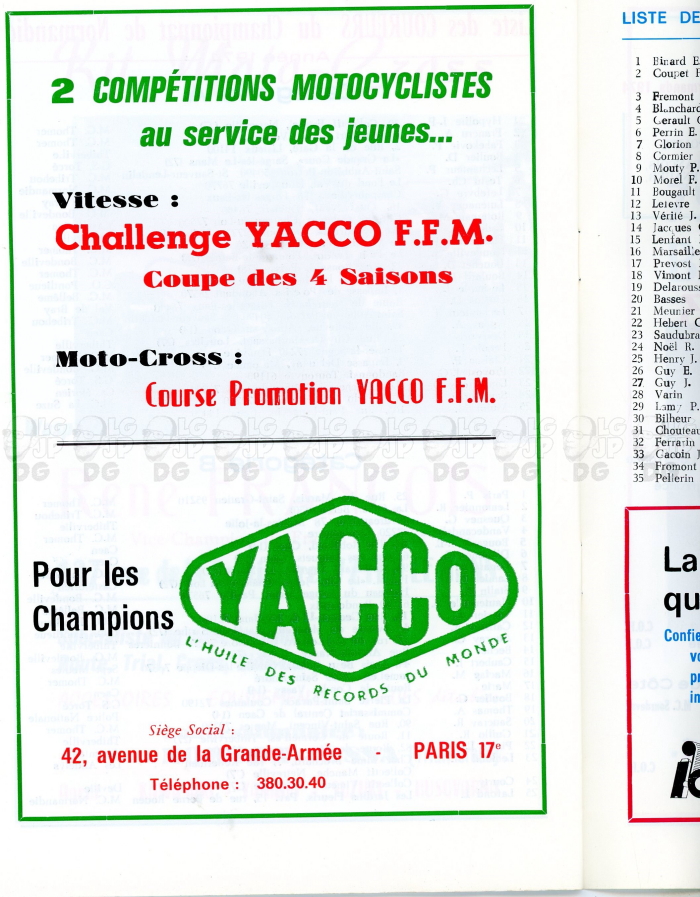 2 COMPÉTITIONS MOTOCYCLISTES
au service des jeunes...
Vitesse :
Challenge YACCO F.F.M.
Coupe des 4 Saisons
Moto-Cross :
Course Promotion YACCO F.F.M.
Pour les
Champions
YACCO
L'HUILE DES RECORDS DU MONDE
Siège Social :
42, avenue de la Grande-Armée - PARIS 17e
Téléphone : 380.30.40
LISTE DE
1 Binard E
2 Coupet
3 Fremont
4 Blanchard
5 Gerault
6 Perrin E.
7 Glorion
8 Cormier
9 Mouty P.
10 Morel F.
11 Bougault
12 Lefevre
13 Vérité J.
14 Jacques
15 Lenfant
16 Marsaille
17 Prevost
18 Vimont
19 Delarouss
20 Basses
21 Meunier
22 Hebert
23 Saudubra
24 Noël R.
25 Henry J.
26 Guy E.
27 Guy J.
28 Varin
29 Lamy P.
30 Bilheur
31 Chouteau
32 Ferrarin
33 Gacoin
34 Fromont
35 Pellerin
La
qu
Confie
vo
pr
in